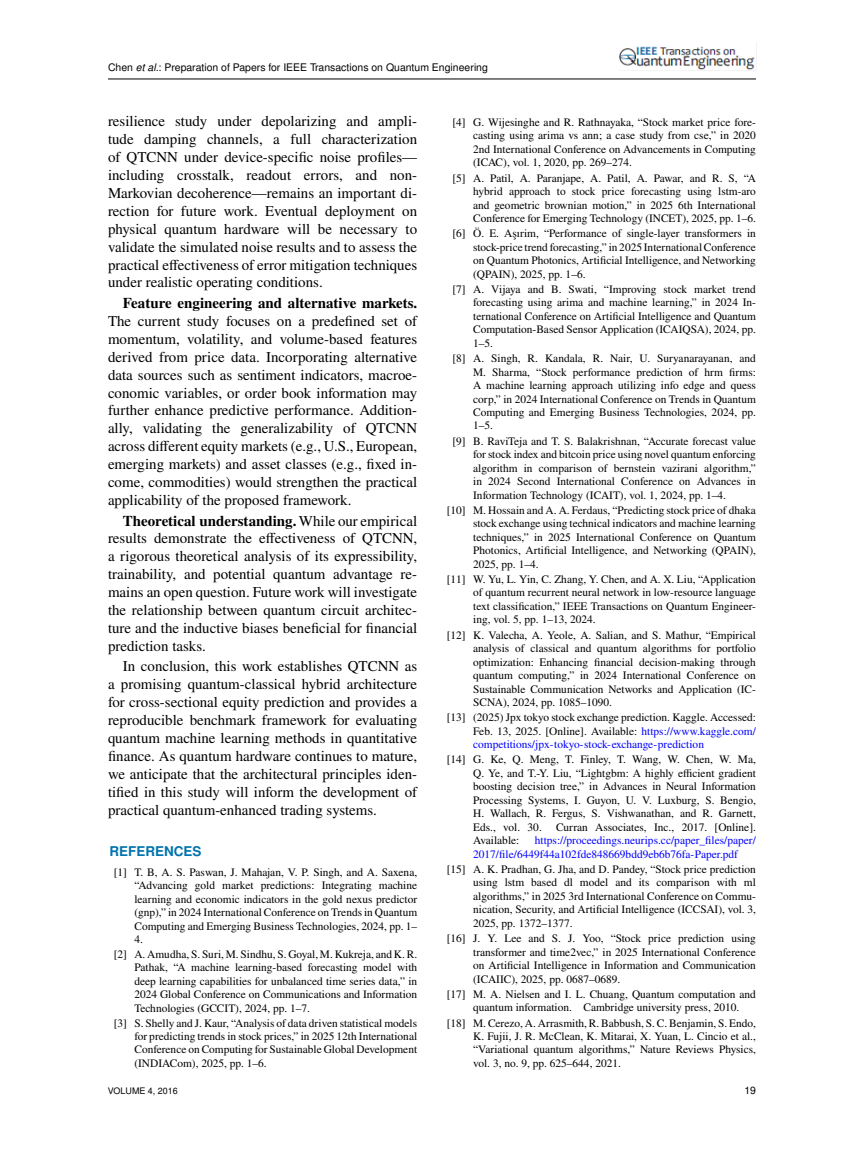 Chen et al.: Preparation of Papers for IEEE Transactions on Quantum Engineering
IEEE Transactions on
Quantum Engineering
resilience study under depolarizing and ampli-
tude damping channels, a full characterization
of QTCNN under device-specific noise profiles—
including crosstalk, readout errors, and non-
Markovian decoherence—remains an important di-
rection for future work. Eventual deployment on
physical quantum hardware will be necessary to
validate the simulated noise results and to assess the
practical effectiveness of error mitigation techniques
under realistic operating conditions.
Feature engineering and alternative markets.
The current study focuses on a predefined set of
momentum, volatility, and volume-based features
derived from price data. Incorporating alternative
data sources such as sentiment indicators, macroe-
conomic variables, or order book information may
further enhance predictive performance. Addition-
ally, validating the generalizability of QTCNN
across different equity markets (e.g., U.S., European,
emerging markets) and asset classes (e.g., fixed in-
come, commodities) would strengthen the practical
applicability of the proposed framework.
Theoretical understanding. While our empirical
results demonstrate the effectiveness of QTCNN,
a rigorous theoretical analysis of its expressibility,
trainability, and potential quantum advantage re-
mains an open question. Future work will investigate
the relationship between quantum circuit architec-
ture and the inductive biases beneficial for financial
prediction tasks.
In conclusion, this work establishes QTCNN as
a promising quantum-classical hybrid architecture
for cross-sectional equity prediction and provides a
reproducible benchmark framework for evaluating
quantum machine learning methods in quantitative
finance. As quantum hardware continues to mature,
we anticipate that the architectural principles iden-
tified in this study will inform the development of
practical quantum-enhanced trading systems.
REFERENCES
[1] T. B, A. S. Paswan, J. Mahajan, V. P. Singh, and A. Saxena,
“Advancing gold market predictions: Integrating machine
learning and economic indicators in the gold nexus predictor
(gnp),” in 2024 International Conference on Trends in Quantum
Computing and Emerging Business Technologies, 2024, pp. 1–
4.
[2] A. Amudha, S. Suri, M. Sindhu, S. Goyal, M. Kukreja, and K. R.
Pathak, “A machine learning-based forecasting model with
deep learning capabilities for unbalanced time series data,” in
2024 Global Conference on Communications and Information
Technologies (GCCIT), 2024, pp. 1–7.
[3] S. Shelly and J. Kaur, “Analysis of data driven statistical models
for predicting trends in stock prices,” in 2025 12th International
Conference on Computing for Sustainable Global Development
(INDIACom), 2025, pp. 1–6.
[4] G. Wijesinghe and R. Rathnayaka, “Stock market price fore-
casting using arima vs ann; a case study from cse,” in 2020
2nd International Conference on Advancements in Computing
(ICAC), vol. 1, 2020, pp. 269–274.
[5] A. Patil, A. Paranjape, A. Patil, A. Pawar, and R. S, “A
hybrid approach to stock price forecasting using lstm-aro
and geometric brownian motion,” in 2025 6th International
Conference for Emerging Technology (INCET), 2025, pp. 1–6.
[6] Ö. E. Aşırim, “Performance of single-layer transformers in
stock-price trend forecasting,” in 2025 International Conference
on Quantum Photonics, Artificial Intelligence, and Networking
(QPAIN), 2025, pp. 1–6.
[7] A. Vijaya and B. Swati, “Improving stock market trend
forecasting using arima and machine learning,” in 2024 In-
ternational Conference on Artificial Intelligence and Quantum
Computation-Based Sensor Application (ICAIQSA), 2024, pp.
1–5.
[8] A. Singh, R. Kandala, R. Nair, U. Suryanarayanan, and
M. Sharma, “Stock performance prediction of hrm firms:
A machine learning approach utilizing info edge and quess
corp,” in 2024 International Conference on Trends in Quantum
Computing and Emerging Business Technologies, 2024, pp.
1–5.
[9] B. RaviTeja and T. S. Balakrishnan, “Accurate forecast value
for stock index and bitcoin price using novel quantum enforcing
algorithm in comparison of bernstein vazirani algorithm,”
in 2024 Second International Conference on Advances in
Information Technology (ICAIT), vol. 1, 2024, pp. 1–4.
[10] M. Hossain and A. A. Ferdaus, “Predicting stock price of dhaka
stock exchange using technical indicators and machine learning
techniques,” in 2025 International Conference on Quantum
Photonics, Artificial Intelligence, and Networking (QPAIN),
2025, pp. 1–4.
[11] W. Yu, L. Yin, C. Zhang, Y. Chen, and A. X. Liu, “Application
of quantum recurrent neural network in low-resource language
text classification,” IEEE Transactions on Quantum Engineer-
ing, vol. 5, pp. 1–13, 2024.
[12] K. Valecha, A. Yeole, A. Salian, and S. Mathur, “Empirical
analysis of classical and quantum algorithms for portfolio
optimization: Enhancing financial decision-making through
quantum computing,” in 2024 International Conference on
Sustainable Communication Networks and Application (IC-
SCNA), 2024, pp. 1085–1090.
[13] (2025) Jpx tokyo stock exchange prediction. Kaggle. Accessed:
Feb. 13, 2025. [Online]. Available: https://www.kaggle.com/
competitions/jpx-tokyo-stock-exchange-prediction
[14] G. Ke, Q. Meng, T. Finley, T. Wang, W. Chen, W. Ma,
Q. Ye, and T.-Y. Liu, “Lightgbm: A highly efficient gradient
boosting decision tree,” in Advances in Neural Information
Processing Systems, I. Guyon, U. V. Luxburg, S. Bengio,
H. Wallach, R. Fergus, S. Vishwanathan, and R. Garnett,
Eds., vol. 30. Curran Associates, Inc., 2017. [Online].
Available: https://proceedings.neurips.cc/paper_files/paper/
2017/file/6449f44a102fde848669bdd9eb6b76fa-Paper.pdf
[15] A. K. Pradhan, G. Jha, and D. Pandey, “Stock price prediction
using lstm based dl model and its comparison with ml
algorithms,” in 2025 3rd International Conference on Commu-
nication, Security, and Artificial Intelligence (ICCSAI), vol. 3,
2025, pp. 1372–1377.
[16] J. Y. Lee and S. J. Yoo, “Stock price prediction using
transformer and time2vec,” in 2025 International Conference
on Artificial Intelligence in Information and Communication
(ICAIIC), 2025, pp. 0687–0689.
[17] M. A. Nielsen and I. L. Chuang, Quantum computation and
quantum information. Cambridge university press, 2010.
[18] M. Cerezo, A. Arrasmith, R. Babbush, S. C. Benjamin, S. Endo,
K. Fujii, J. R. McClean, K. Mitarai, X. Yuan, L. Cincio et al.,
“Variational quantum algorithms,” Nature Reviews Physics,
vol. 3, no. 9, pp. 625–644, 2021.
VOLUME 4, 2016
19